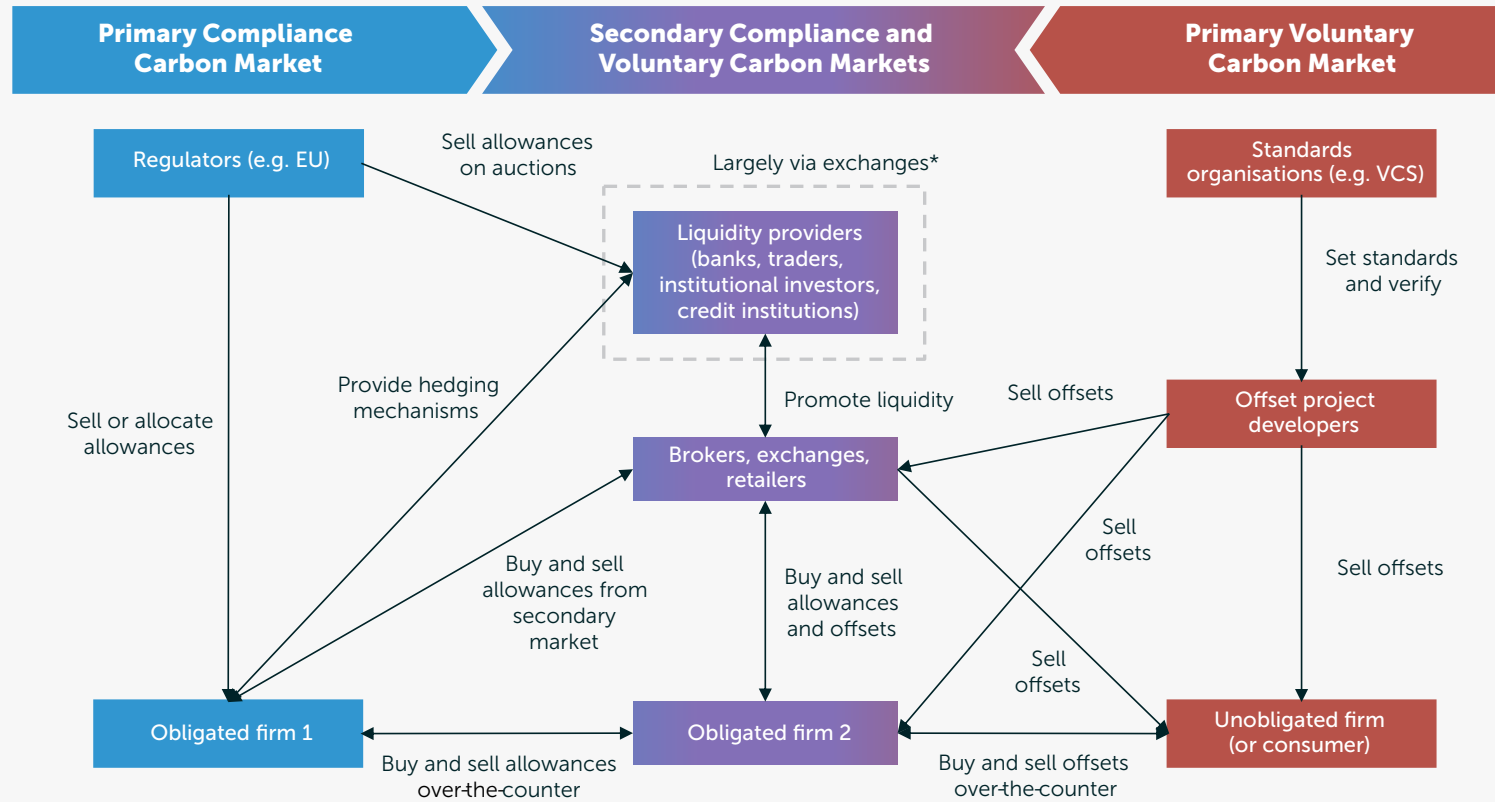 Primary Compliance
Carbon Market
Secondary Compliance and
Voluntary Carbon Markets
Primary Voluntary
Carbon Market
Regulators (e.g. EU)
Sell allowances
on auctions
Largely via exchanges*
Standards
organisations (e.g. VCS)
Liquidity providers
(banks, traders,
institutional investors,
credit institutions)
Set standards
and verify
Provide hedging
mechanisms
Sell or allocate
allowances
Promote liquidity
Sell offsets
Offset project
developers
Brokers, exchanges,
retailers
Buy and sell
allowances from
secondary
market
Buy and sell
allowances
and offsets
Sell
offsets
Sell offsets
Sell
offsets
Obligated firm 1
Obligated firm 2
Unobligated firm
(or consumer)
Buy and sell allowances
over-the-counter
Buy and sell offsets
over-the-counter